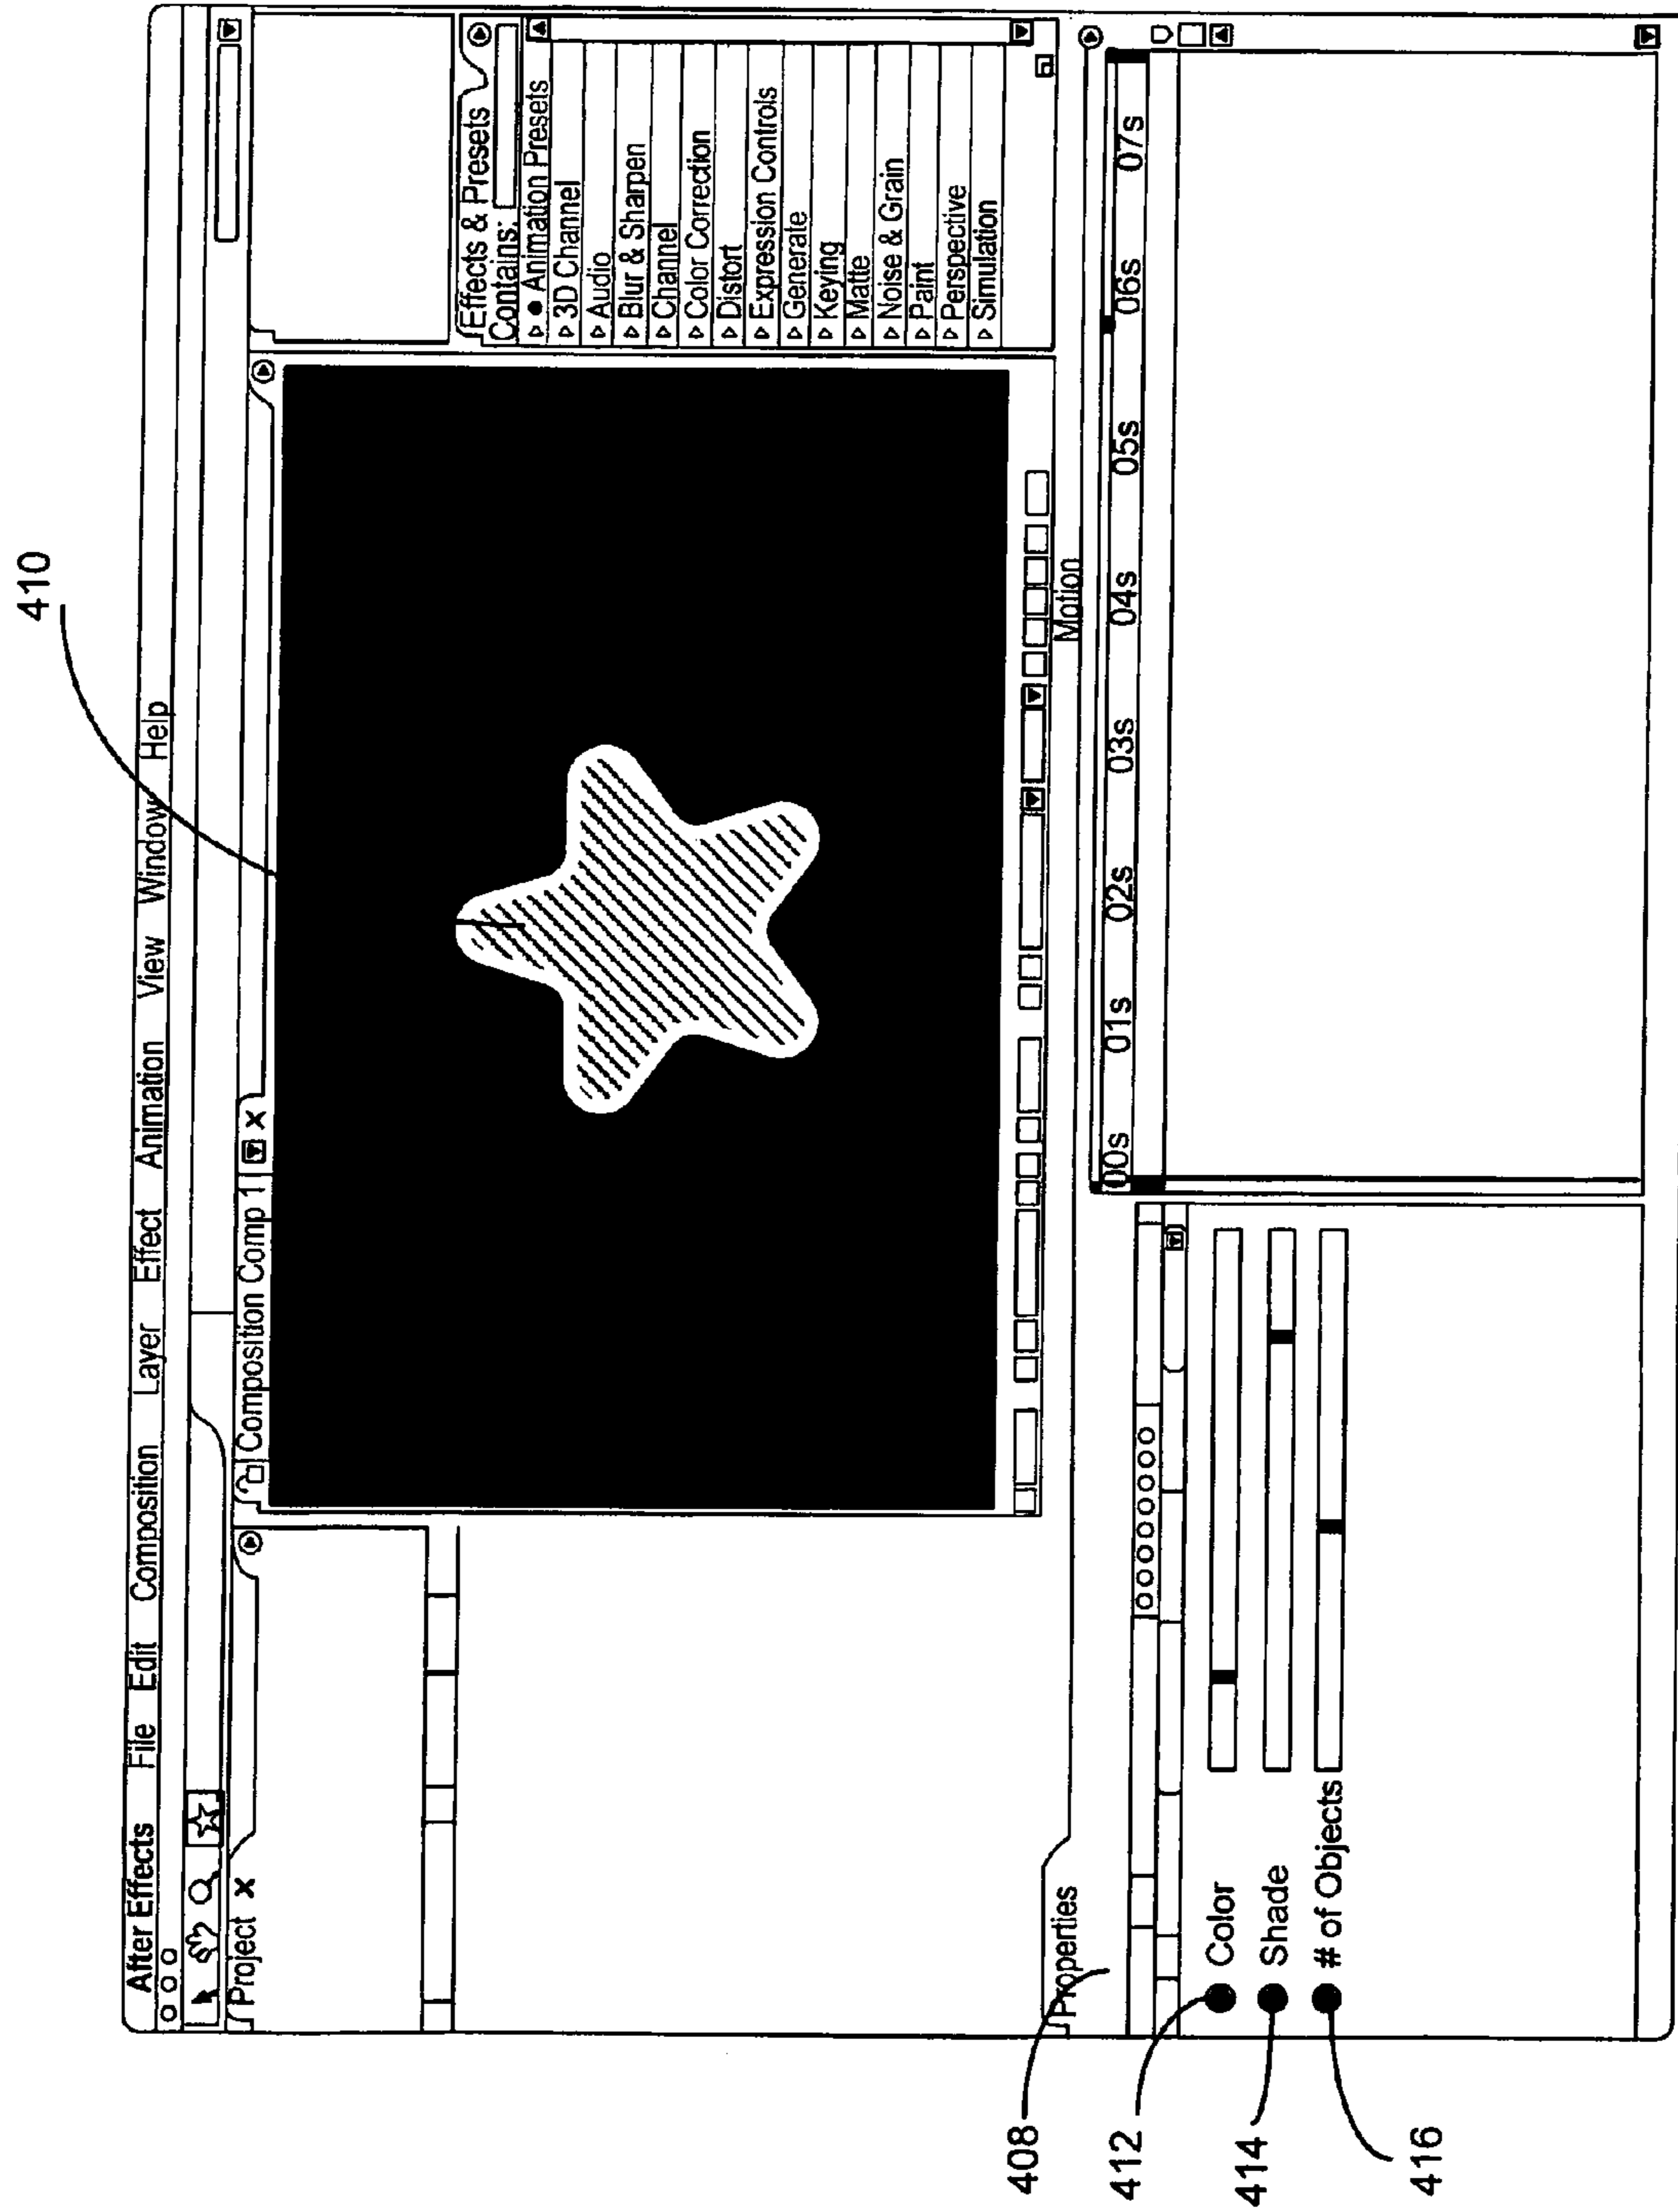 410
After Effects File Edit Composition Layer Effect Animation View Window Help
Project x
Composition Comp 1 x
Effects & Presets
Contains:
Animation Presets
3D Channel
Audio
Blur & Sharpen
Channel
Color Correction
Distort
Expression Controls
Generate
Keying
Matte
Noise & Grain
Paint
Perspective
Simulation
Motion
408
Properties
00s 01s 02s 03s 04s 05s 06s 07s
412
Color
414
Shade
416
# of Objects